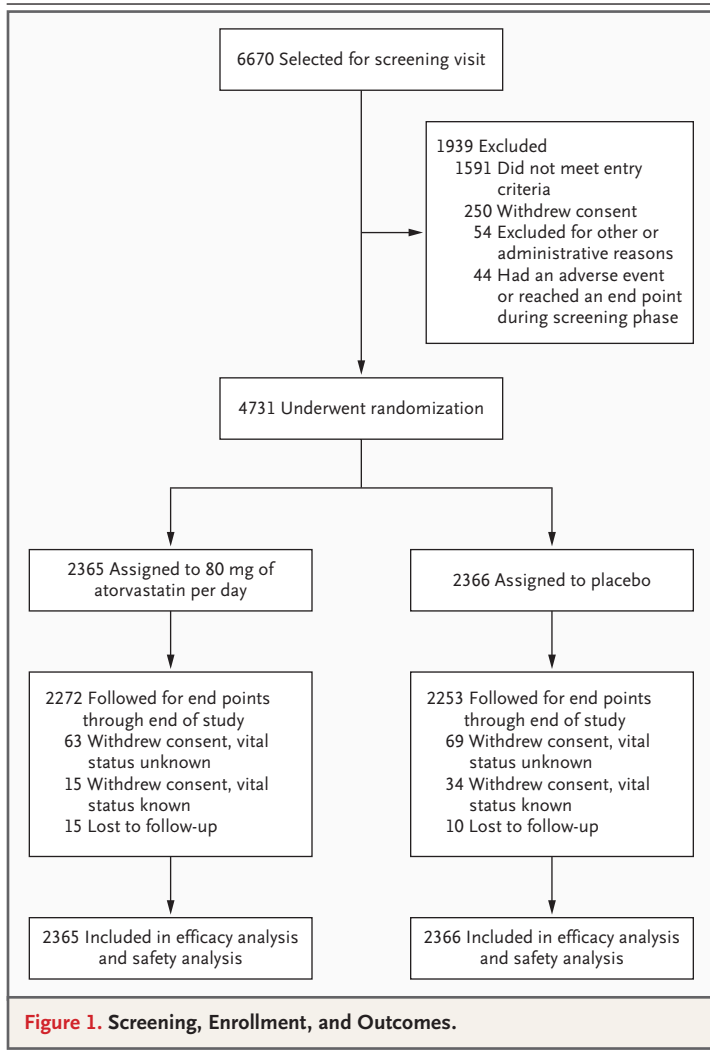 6670 Selected for screening visit
1939 Excluded
1591 Did not meet entry
criteria
250 Withdrew consent
54 Excluded for other or
administrative reasons
44 Had an adverse event
or reached an end point
during screening phase
4731 Underwent randomization
2365 Assigned to 80 mg of
atorvastatin per day
2366 Assigned to placebo
2272 Followed for end points
through end of study
63 Withdrew consent, vital
status unknown
15 Withdrew consent, vital
status known
15 Lost to follow-up
2253 Followed for end points
through end of study
69 Withdrew consent, vital
status unknown
34 Withdrew consent, vital
status known
10 Lost to follow-up
2365 Included in efficacy analysis
and safety analysis
2366 Included in efficacy analysis
and safety analysis
Figure 1. Screening, Enrollment, and Outcomes.